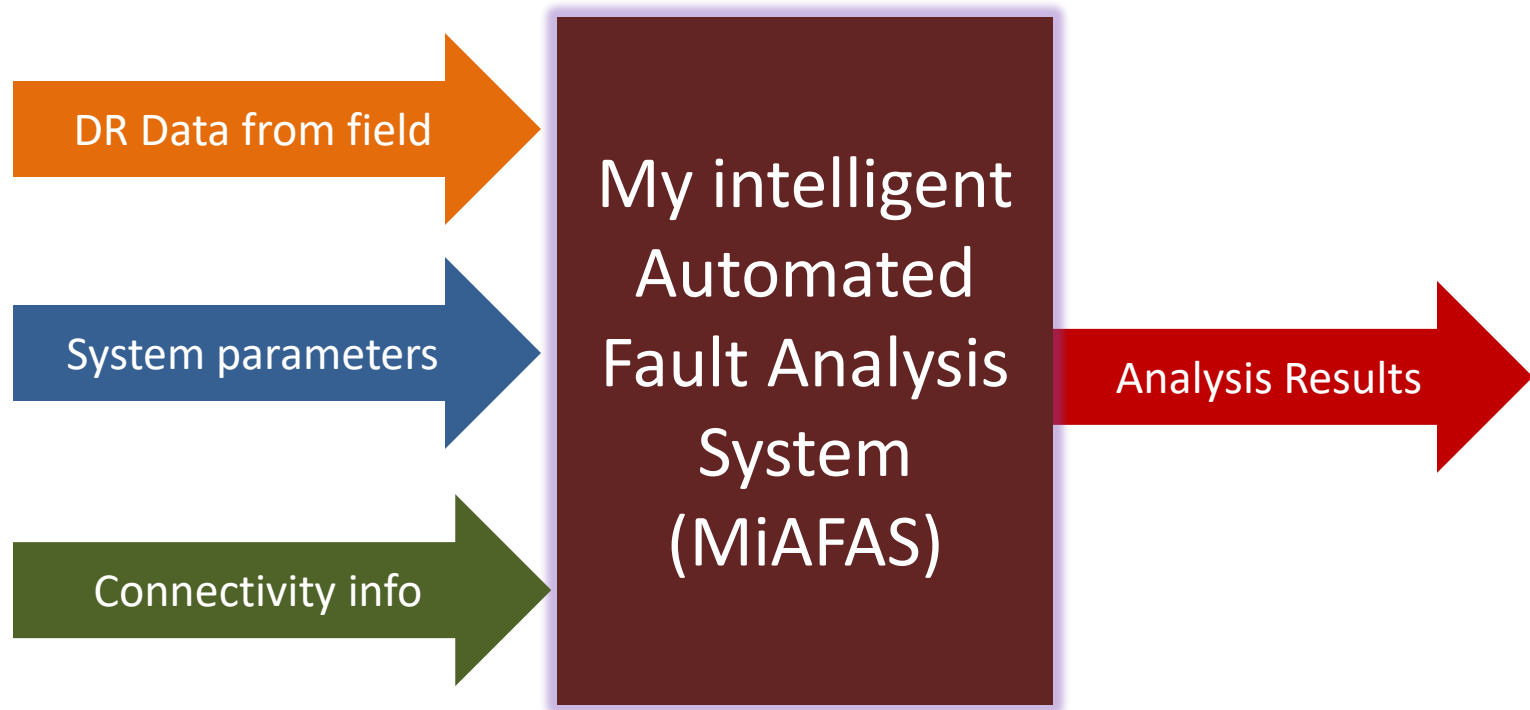 DR Data from field
System parameters
Connectivity info
My intelligent
Automated
Fault Analysis
System
(MiAFAS)
Analysis Results